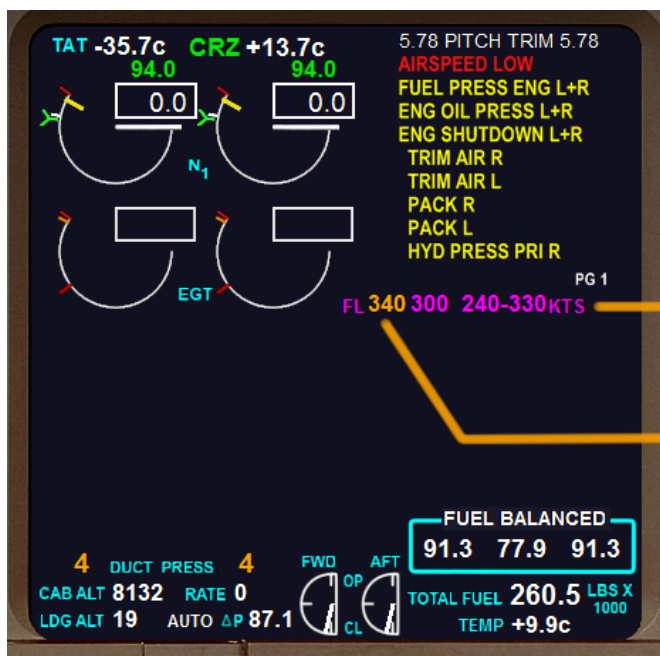 TAT -35.7c CRZ +13.7c
94.0 94.0
0.0 0.0
N1
EGT
5.78 PITCH TRIM 5.78
AIRSPEED LOW
FUEL PRESS ENG L+R
ENG OIL PRESS L+R
ENG SHUTDOWN L+R
TRIM AIR R
TRIM AIR L
PACK R
PACK L
HYD PRESS PRI R
PG 1
FL 340 300 240-330KTS
FUEL BALANCED
91.3 77.9 91.3
4 DUCT PRESS 4
CAB ALT 8132 RATE 0
LDG ALT 19 AUTO ΔP 87.1
FWD AFT
OP
CL
TOTAL FUEL 260.5 LBS X
1000
TEMP +9.9c